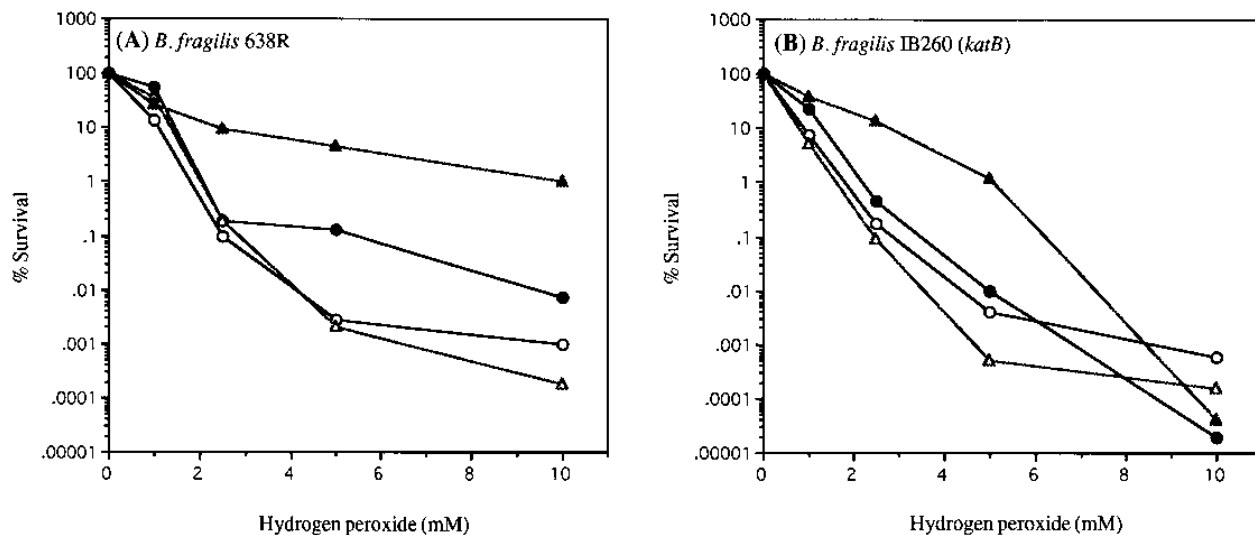 (A) B. fragilis 638R
1000
100
10
1
.1
.01
.001
.0001
.00001
% Survival
0 2 4 6 8 10
Hydrogen peroxide (mM)
(B) B. fragilis IB260 (katB)
1000
100
10
1
.1
.01
.001
.0001
.00001
% Survival
0 2 4 6 8 10
Hydrogen peroxide (mM)